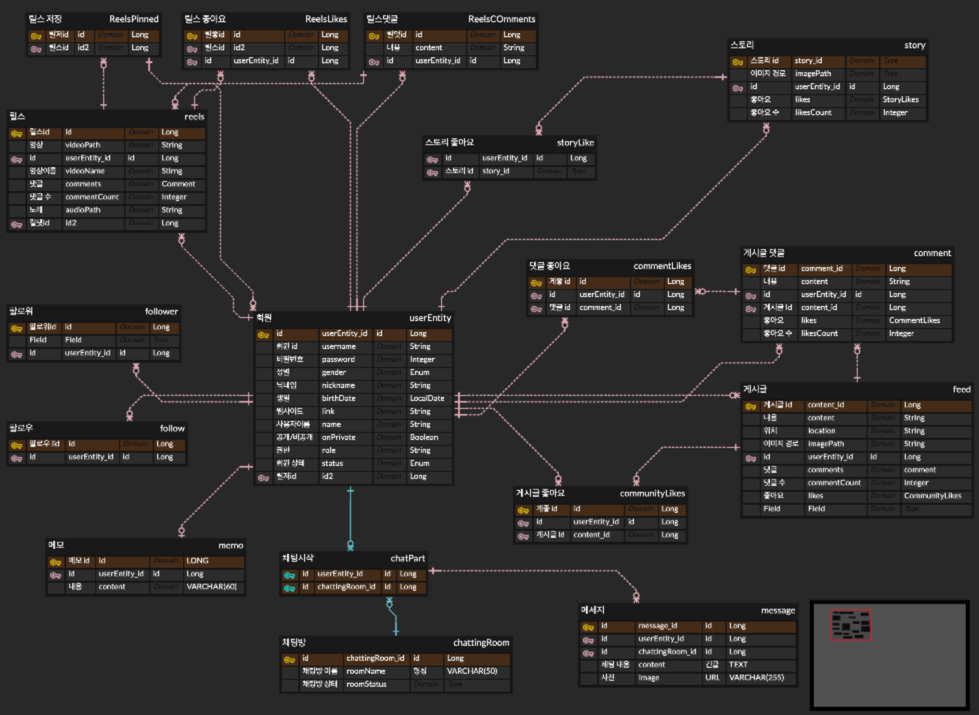 릴스 저장 ReelsPinned
릴저id id Domain Long
릴스id id2 Domain Long
id userEntity_id id Long
릴스 좋아요 ReelsLikes
릴좋id id Domain Long
릴스id id2 Domain Long
id userEntity_id id Long
릴스댓글 ReelsCOmments
릴댓id id Domain Long
내용 content Domain String
id userEntity_id id Long
스토리 story
스토리 id story_id Domain Type
이미지 경로 imagePath Domain Type
id userEntity_id id Long
좋아요 likes Domain StoryLikes
좋아요 수 likesCount Domain Integer
릴스 reels
릴스id id Domain Long
영상 videoPath Domain String
id userEntity_id id Long
영상이름 videoName Domain String
댓글 comments Domain Comment
댓글 수 commentCount Domain Integer
노래 audioPath Domain String
릴댓id id2 Domain Long
스토리 좋아요 storyLike
id userEntity_id id Long
스토리 id story_id Domain Type
댓글 좋아요 commentLikes
게좋 id id Domain Long
id userEntity_id id Long
댓글 id comment_id Domain Long
게시글 댓글 comment
댓글 id comment_id Domain Long
내용 content Domain String
id userEntity_id id Long
게시글 id content_id Domain Long
좋아요 likes Domain CommentLikes
좋아요 수 likesCount Domain Integer
팔로워 follower
팔로워id id Domain Long
Field Field Domain Type
id userEntity_id id Long
회원 userEntity
id userEntity_id id Long
회원 id username Domain String
비밀번호 password Domain Integer
성별 gender Domain Enum
닉네임 nickname Domain String
생일 birthDate Domain LocalDate
웹사이트 link Domain String
사용자이름 name Domain String
공개/비공개 onPrivate Domain Boolean
권한 role Domain String
회원 상태 status Domain Enum
릴저id id2 Domain Long
게시글 feed
게시글 id content_id Domain Long
내용 content Domain String
위치 location Domain String
이미지 경로 imagePath Domain String
id userEntity_id id Long
댓글 comments Domain comment
댓글 수 commentCount Domain integer
좋아요 likes Domain CommunityLikes
Field Field Domain Type
팔로우 follow
팔로우 id id Domain Long
id userEntity_id id Long
게시글 좋아요 communityLikes
게좋 id id Domain Long
id userEntity_id id Long
게시글 id content_id Domain Long
메모 memo
메모 id id Domain LONG
id userEntity_id id Long
내용 content Domain VARCHAR(60)
채팅시작 chatPart
id userEntity_id id Long
id chattingRoom_id id Long
메세지 message
id message_id id Long
id userEntity_id id Long
id chattingRoom_id id Long
채팅 내용 content 긴글 TEXT
사진 image URL VARCHAR(255)
채팅방 chattingRoom
id chattingRoom_id id Long
채팅방 이름 roomName 명칭 VARCHAR(50)
채팅방 상태 roomStatus Domain Type